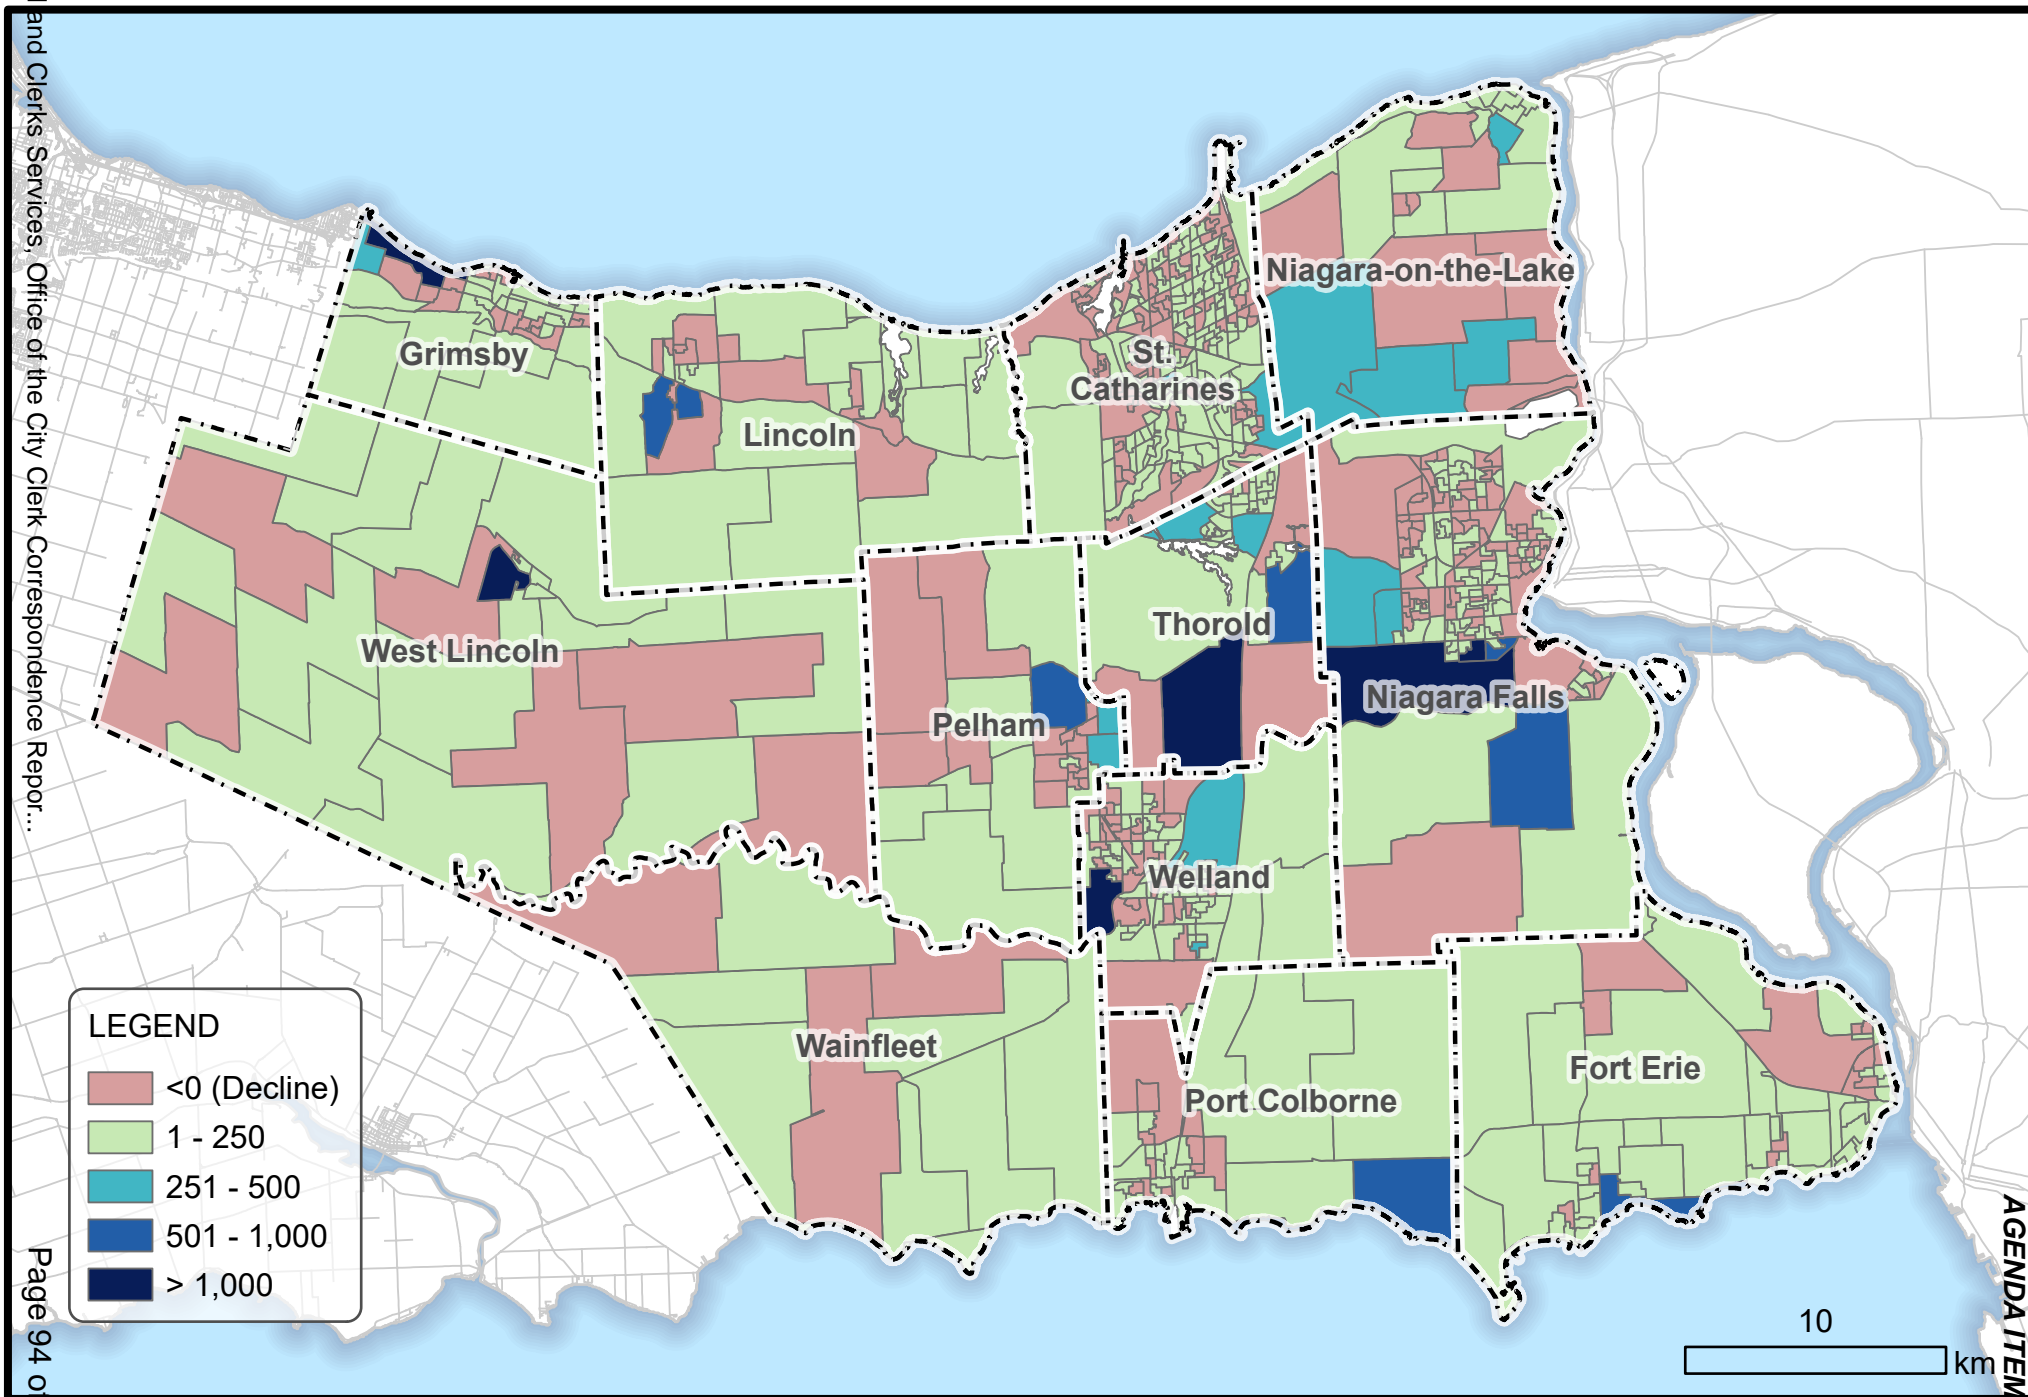 and Clerks Services, Office of the City Clerk Correspondence Repor...
Niagara-on-the-Lake
Grimsby
St.
Catharines
Lincoln
Thorold
West Lincoln
Niagara Falls
Pelham
Welland
Wainfleet
Fort Erie
Port Colborne
LEGEND
<0 (Decline)
1 - 250
251 - 500
501 - 1,000
> 1,000
10
km
Page 94 of
AGENDA ITEM